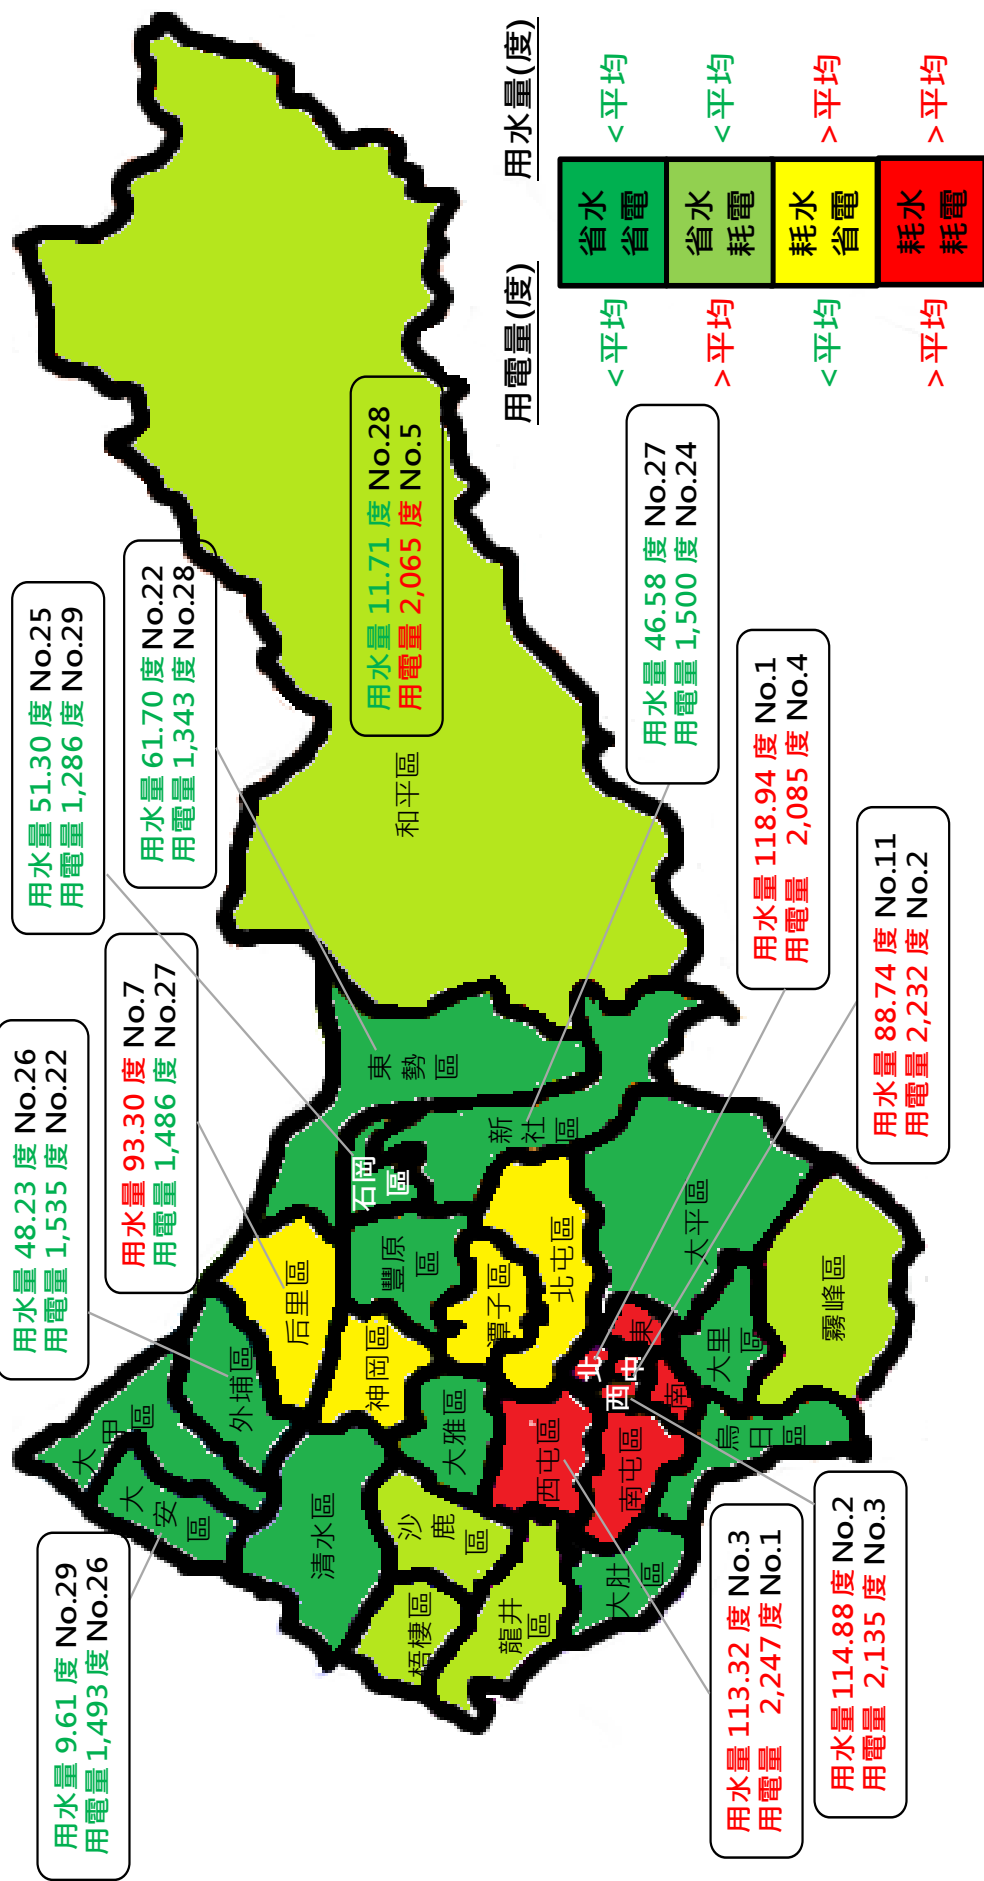 用水量 9.61 度 No.29
用電量1,493 度 No.26
用水量 48.23 度 No.26
用電量 1,535 度 No.22
用水量 93.30 度 No.7
用電量 1,486 度 No.27
用水量 51.30 度 No.25
用電量 1,286 度 No.29
用水量 61.70 度 No.22
用電量 1,343 度 No.28
用水量 11.71 度 No.28
用電量 2,065 度 No.5
用水量 46.58 度 No.27
用電量 1,500 度 No.24
用水量 118.94 度 No.1
用電量 2,085 度 No.4
用水量 88.74 度 No.11
用電量 2,232 度 No.2
用水量 113.32 度 No.3
用電量 2,247 度 No.1
用水量 114.88 度 No.2
用電量 2,135 度 No.3
大甲區
大安區
外埔區
后里區
清水區
神岡區
石岡區
東勢區
和平區
豐原區
新社區
沙鹿區
梧棲區
大雅區
潭子區
北屯區
龍井區
西屯區
大肚區
南屯區
北
西
中
東
南
太平區
大里區
烏日區
霧峰區
用電量(度)
用水量(度)
<平均
省水
省電
<平均
>平均
省水
耗電
<平均
<平均
耗水
省電
>平均
>平均
耗水
耗電
>平均